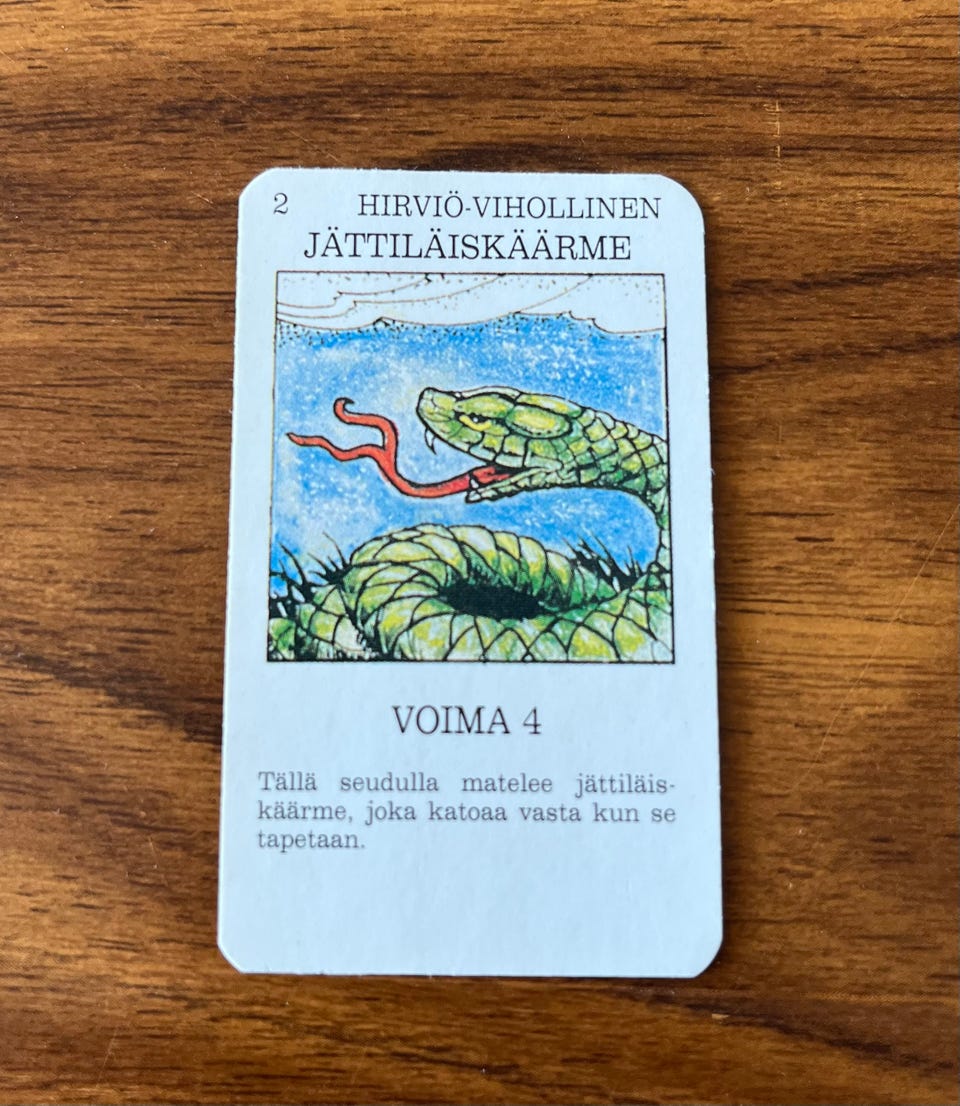 2 HIRVIÖ-VIHOLLINEN
JÄTTILÄISKÄÄRME
VOIMA 4
Tällä seudulla matelee jättiläis-
käärme, joka katoaa vasta kun se
tapetaan.